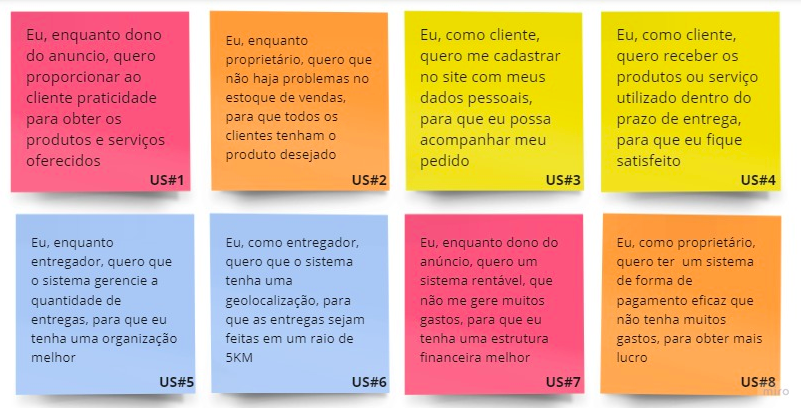 Eu, enquanto dono
do anuncio, quero
proporcionar ao
cliente praticidade
para obter os
produtos e serviços
oferecidos
US#1
Eu, enquanto
proprietário, quero que
não haja problemas no
estoque de vendas,
para que todos os
clientes tenham o
produto desejado
US#2
Eu, como cliente,
quero me cadastrar
no site com meus
dados pessoais,
para que eu possa
acompanhar meu
pedido
US#3
Eu, como cliente,
quero receber os
produtos ou serviço
utilizado dentro do
prazo de entrega,
para que eu fique
satisfeito
US#4
Eu, enquanto
entregador, quero que
o sistema gerencie a
quantidade de
entregas, para que eu
tenha uma organização
melhor
US#5
Eu, como entregador,
quero que o sistema
tenha uma
geolocalização, para
que as entregas sejam
feitas em um raio de
5KM
US#6
Eu, enquanto dono do
anúncio, quero um
sistema rentável, que
não me gere muitos
gastos, para que eu
tenha uma estrutura
financeira melhor
US#7
Eu, como proprietário,
quero ter um sistema
de forma de
pagamento eficaz que
não tenha muitos
gastos, para obter mais
lucro
US#8
miro